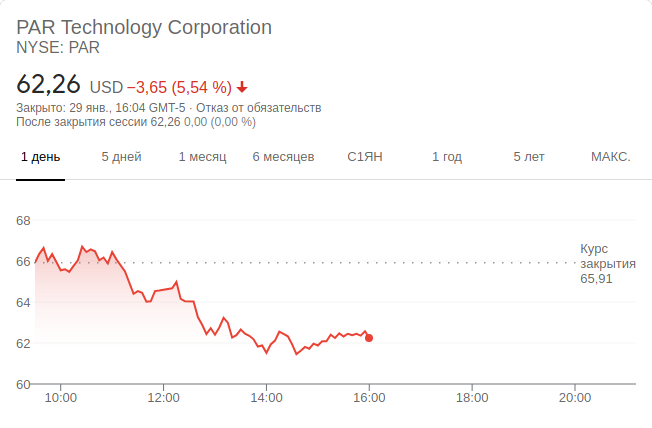 PAR Technology Corporation
NYSE: PAR
62,26 USD −3,65 (5,54 %)
Закрыто: 29 янв., 16:04 GMT-5 · Отказ от обязательств
После закрытия сессии 62,26 0,00 (0,00 %)
1 день 5 дней 1 месяц 6 месяцев С1ЯН 1 год 5 лет МАКС.
68
66
64
62
60
Курс
закрытия
65,91
10:00 12:00 14:00 16:00 18:00 20:00